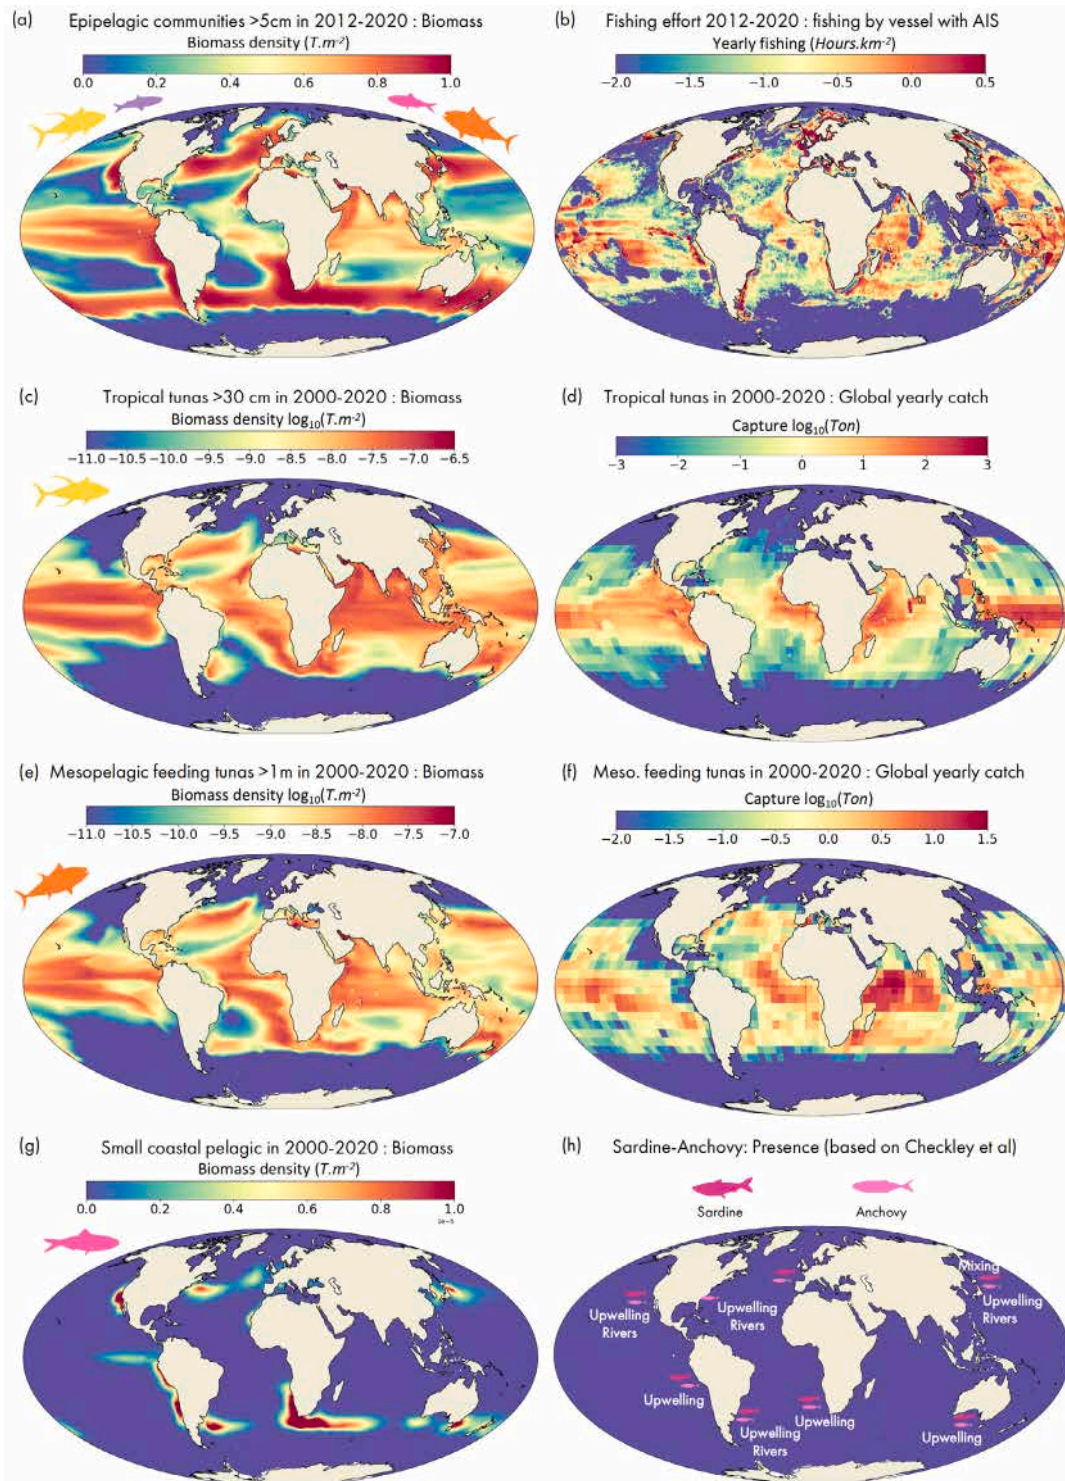 (a) Epipelagic communities >5cm in 2012-2020 : Biomass
Biomass density (T.m⁻²)
0.0 0.2 0.4 0.6 0.8 1.0
(b) Fishing effort 2012-2020 : fishing by vessel with AIS
Yearly fishing (Hours.km⁻²)
−2.0 −1.5 −1.0 −0.5 0.0 0.5
(c) Tropical tunas >30 cm in 2000-2020 : Biomass
Biomass density log₁₀(T.m⁻²)
−11.0 −10.5 −10.0 −9.5 −9.0 −8.5 −8.0 −7.5 −7.0 −6.5
(d) Tropical tunas in 2000-2020 : Global yearly catch
Capture log₁₀(Ton)
−3 −2 −1 0 1 2 3
(e) Mesopelagic feeding tunas >1m in 2000-2020 : Biomass
Biomass density log₁₀(T.m⁻²)
−11.0 −10.5 −10.0 −9.5 −9.0 −8.5 −8.0 −7.5 −7.0
(f) Meso. feeding tunas in 2000-2020 : Global yearly catch
Capture log₁₀(Ton)
−2.0 −1.5 −1.0 −0.5 0.0 0.5 1.0 1.5
(g) Small coastal pelagic in 2000-2020 : Biomass
Biomass density (T.m⁻²)
0.0 0.2 0.4 0.6 0.8 1.0
1e−5
(h) Sardine-Anchovy: Presence (based on Checkley et al)
Sardine Anchovy
Mixing
Upwelling
Rivers
Upwelling
Rivers
Upwelling
Rivers
Upwelling
Upwelling
Rivers
Upwelling
Upwelling